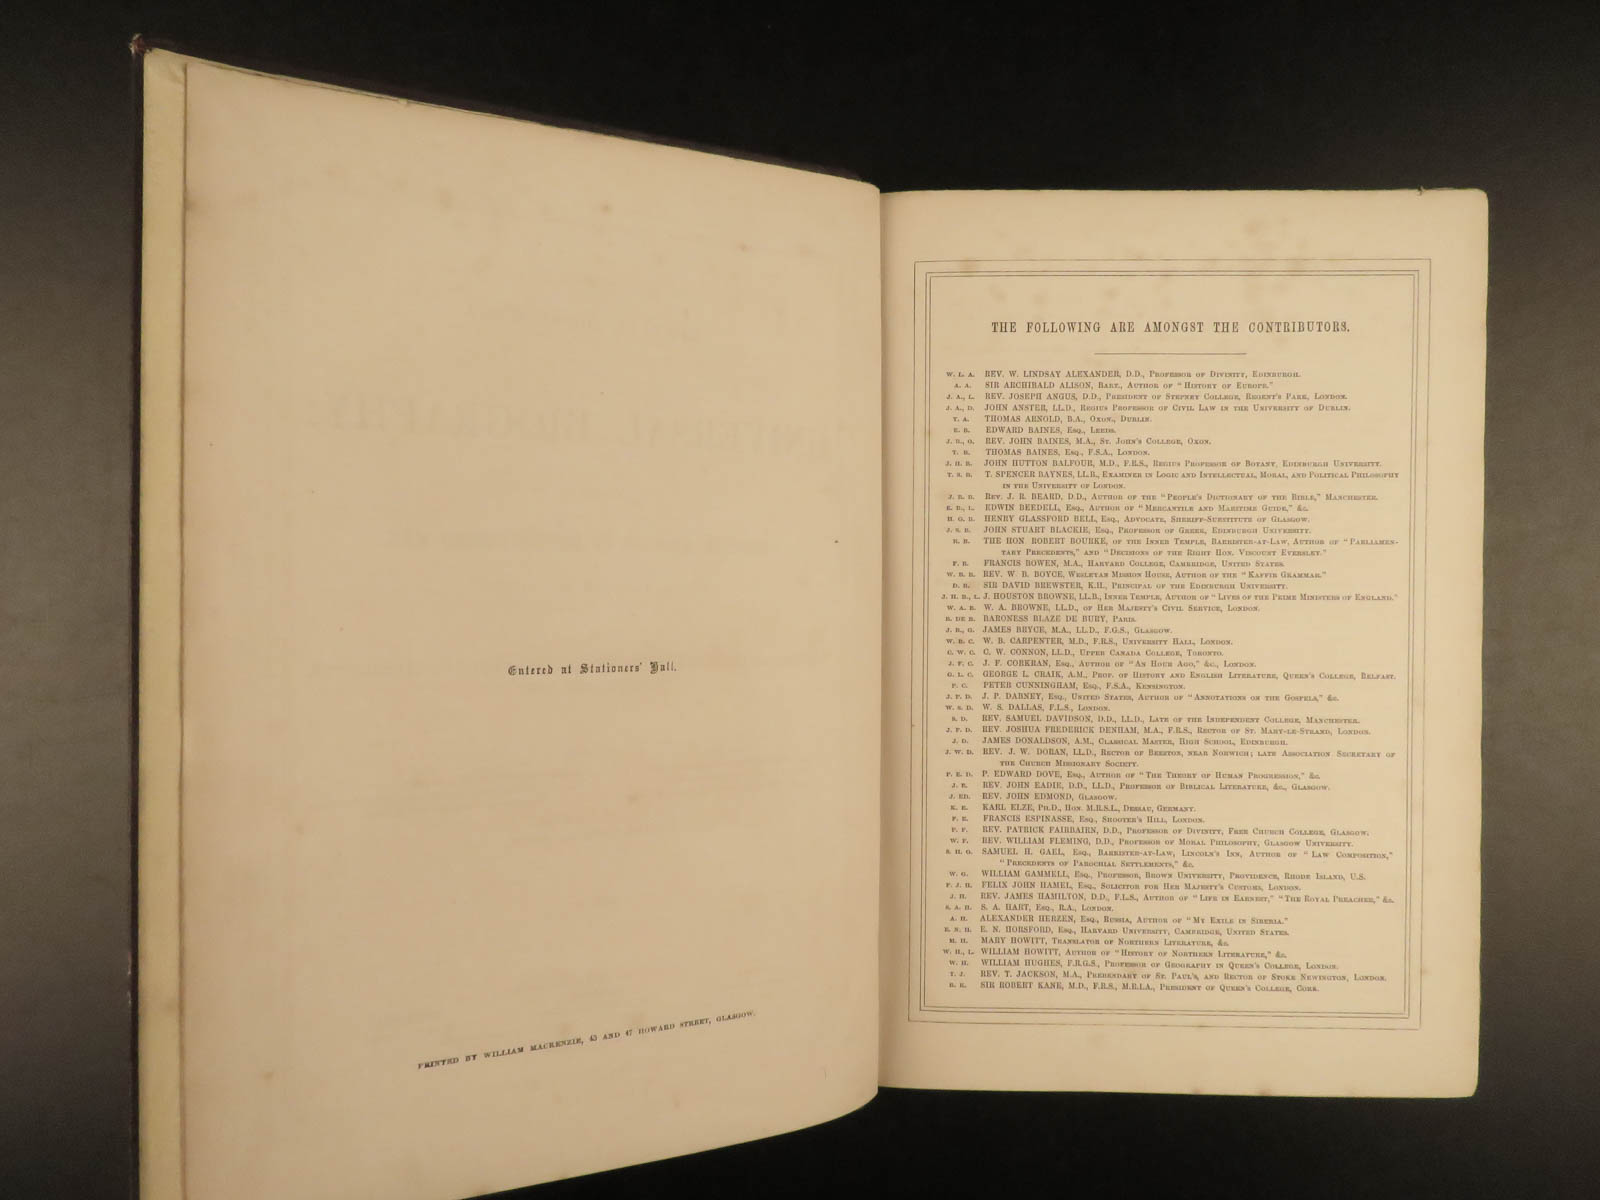 Entered at Stationers' Hall.
PRINTED BY WILLIAM MACKENZIE, 45 AND 47 HOWARD STREET, GLASGOW.
THE FOLLOWING ARE AMONGST THE CONTRIBUTORS.
W. L. A. REV. W. LINDSAY ALEXANDER, D.D., Professor of Divinity, Edinburgh.
A. A. SIR ARCHIBALD ALISON, Bart., Author of "History of Europe."
J. A., L. REV. JOSEPH ANGUS, D.D., President of Stepney College, Regent's Park, London.
J. A., D. JOHN ANSTER, LL.D., Regius Professor of Civil Law in the University of Dublin.
T. A. THOMAS ARNOLD, B.A., Oxon., Dublin.
E. B. EDWARD BAINES, Esq., Leeds.
J. B., O. REV. JOHN BAINES, M.A., St. John's College, Oxon.
T. B. THOMAS BAINES, Esq., F.S.A., London.
J. H. B. JOHN HUTTON BALFOUR, M.D., F.R.S., Regius Professor of Botany, Edinburgh University.
T. S. B. T. SPENCER BAYNES, LL.B., Examiner in Logic and Intellectual, Moral, and Political Philosophy
in the University of London.
J. R. B. Rev. J. R. BEARD, D.D., Author of the "People's Dictionary of the Bible," Manchester.
E. B., L. EDWIN BEEDELL, Esq., Author of "Mercantile and Maritime Guide," &c.
H. G. B. HENRY GLASSFORD BELL, Esq., Advocate, Sheriff-Substitute of Glasgow.
J. S. B. JOHN STUART BLACKIE, Esq., Professor of Greek, Edinburgh University.
R. B. THE HON. ROBERT BOURKE, of the Inner Temple, Barrister-at-Law, Author of "Parliamen-
tary Precedents," and "Decisions of the Right Hon. Viscount Eversley."
F. B. FRANCIS BOWEN, M.A., Harvard College, Cambridge, United States.
W. B. B. REV. W. B. BOYCE, Wesleyan Mission House, Author of the "Kaffir Grammar."
D. B. SIR DAVID BREWSTER, K.H., Principal of the Edinburgh University.
J. H. B., L. J. HOUSTON BROWNE, LL.B., Inner Temple, Author of "Lives of the Prime Ministers of England."
W. A. B. W. A. BROWNE, LL.D., of Her Majesty's Civil Service, London.
B. DE B. BARONESS BLAZE DE BURY, Paris.
J. B., G. JAMES BRYCE, M.A., LL.D., F.G.S., Glasgow.
W. B. C. W. B. CARPENTER, M.D., F.R.S., University Hall, London.
C. W. C. C. W. CONNON, LL.D., Upper Canada College, Toronto.
J. F. C. J. F. CORKRAN, Esq., Author of "An Hour Ago," &c., London.
G. L. C. GEORGE L. CRAIK, A.M., Prof. of History and English Literature, Queen's College, Belfast.
P. C. PETER CUNNINGHAM, Esq., F.S.A., Kensington.
J. P. D. J. P. DABNEY, Esq., United States, Author of "Annotations on the Gospels," &c.
W. S. D. W. S. DALLAS, F.L.S., London.
S. D. REV. SAMUEL DAVIDSON, D.D., LL.D., Late of the Independent College, Manchester.
J. F. D. REV. JOSHUA FREDERICK DENHAM, M.A., F.R.S., Rector of St. Mary-le-Strand, London.
J. D. JAMES DONALDSON, A.M., Classical Master, High School, Edinburgh.
J. W. D. REV. J. W. DORAN, LL.D., Rector of Beeston, near Norwich; late Association Secretary of
the Church Missionary Society.
P. E. D. P. EDWARD DOVE, Esq., Author of "The Theory of Human Progression," &c.
J. E. REV. JOHN EADIE, D.D., LL.D., Professor of Biblical Literature, &c., Glasgow.
J. ED. REV. JOHN EDMOND, Glasgow.
K. E. KARL ELZE, Ph.D., Hon. M.R.S.L., Dessau, Germany.
F. E. FRANCIS ESPINASSE, Esq., Shooter's Hill, London.
P. F. REV. PATRICK FAIRBAIRN, D.D., Professor of Divinity, Free Church College, Glasgow.
W. F. REV. WILLIAM FLEMING, D.D., Professor of Moral Philosophy, Glasgow University.
S. H. G. SAMUEL H. GAEL, Esq., Barrister-at-Law, Lincoln's Inn, Author of "Law Composition,"
"Precedents of Parochial Settlements," &c.
W. G. WILLIAM GAMMELL, Esq., Professor, Brown University, Providence, Rhode Island, U.S.
F. J. H. FELIX JOHN HAMEL, Esq., Solicitor for Her Majesty's Customs, London.
J. H. REV. JAMES HAMILTON, D.D., F.L.S., Author of "Life in Earnest," "The Royal Preacher," &c.
S. A. H. S. A. HART, Esq., R.A., London.
A. H. ALEXANDER HERZEN, Esq., Russia, Author of "My Exile in Siberia."
E. N. H. E. N. HORSFORD, Esq., Harvard University, Cambridge, United States.
M. H. MARY HOWITT, Translator of Northern Literature, &c.
W. H., L. WILLIAM HOWITT, Author of "History of Northern Literature," &c.
W. H. WILLIAM HUGHES, F.R.G.S., Professor of Geography in Queen's College, London.
T. J. REV. T. JACKSON, M.A., Prebendary of St. Paul's, and Rector of Stoke Newington, London.
R. K. SIR ROBERT KANE, M.D., F.R.S., M.R.I.A., President of Queen's College, Cork.